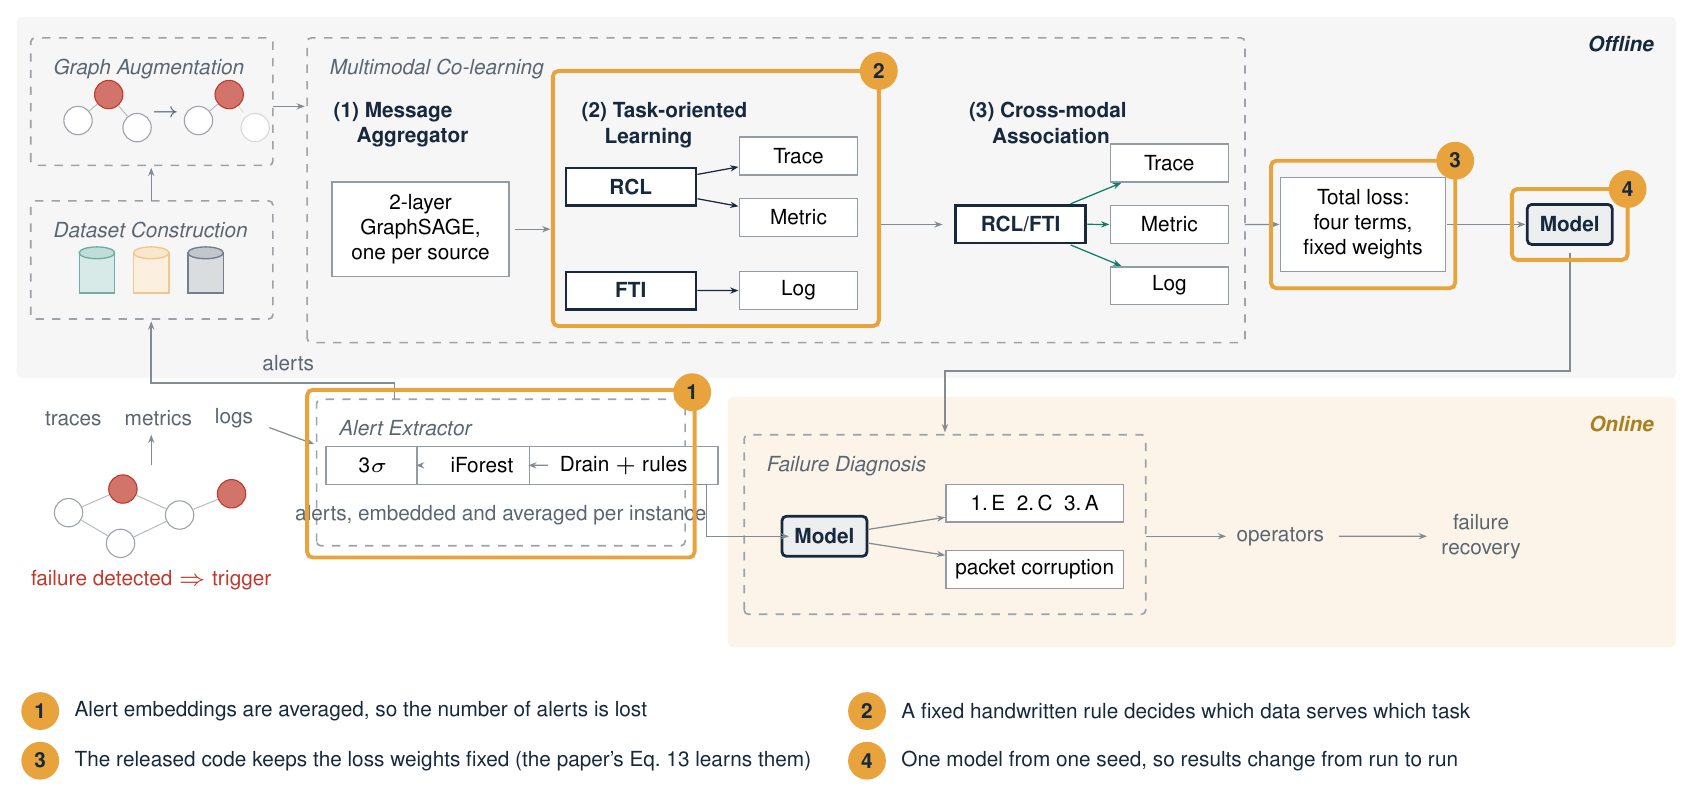 Offline
Graph Augmentation
Dataset Construction
Multimodal Co-learning
(1) Message
Aggregator
2-layer
GraphSAGE,
one per source
2
(2) Task-oriented
Learning
RCL
Trace
Metric
FTI
Log
(3) Cross-modal
Association
RCL/FTI
Trace
Metric
Log
3
Total loss:
four terms,
fixed weights
4
Model
alerts
traces metrics logs
failure detected ⇒ trigger
1
Alert Extractor
3σ
iForest
Drain + rules
alerts, embedded and averaged per instance
Online
Failure Diagnosis
Model
1. E 2. C 3. A
packet corruption
operators
failure
recovery
1 Alert embeddings are averaged, so the number of alerts is lost
2 A fixed handwritten rule decides which data serves which task
3 The released code keeps the loss weights fixed (the paper's Eq. 13 learns them)
4 One model from one seed, so results change from run to run